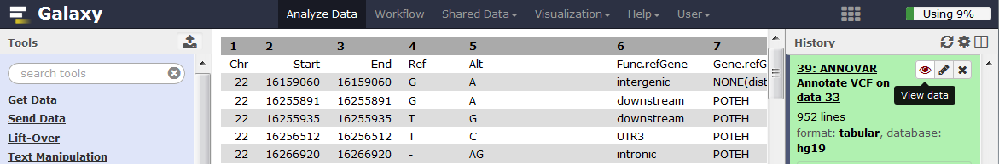 Galaxy Analyze Data Workflow Shared Data Visualization Help User Using 9%
Tools
search tools
Get Data
Send Data
Lift-Over
Text Manipulation
1 2 3 4 5 6 7
Chr Start End Ref Alt Func.refGene Gene.refG
22 16159060 16159060 G A intergenic NONE(dist
22 16255891 16255891 G A downstream POTEH
22 16255935 16255935 T G downstream POTEH
22 16256512 16256512 T C UTR3 POTEH
22 16266920 16266920 - AG intronic POTEH
History
39: ANNOVAR
Annotate VCF on
data 33
View data
952 lines
format: tabular, database:
hg19